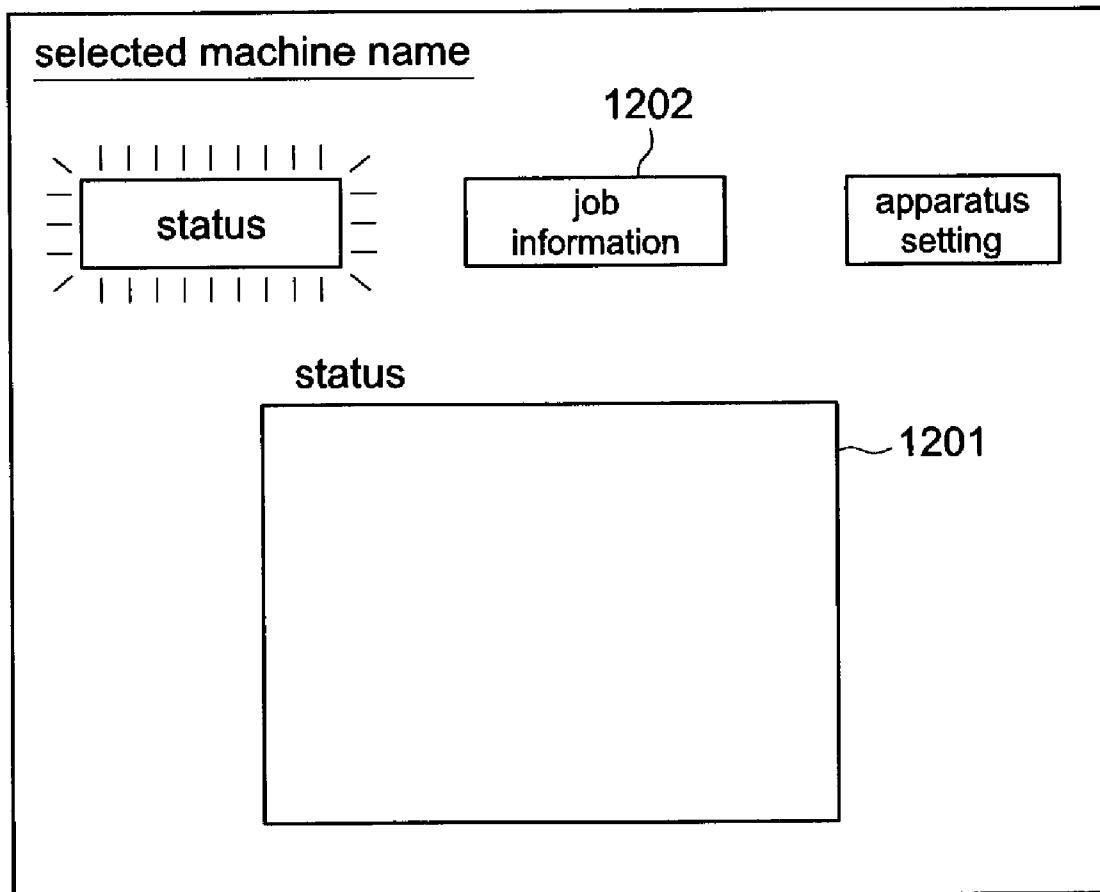 selected machine name
1202
status
job
information
apparatus
setting
status
1201